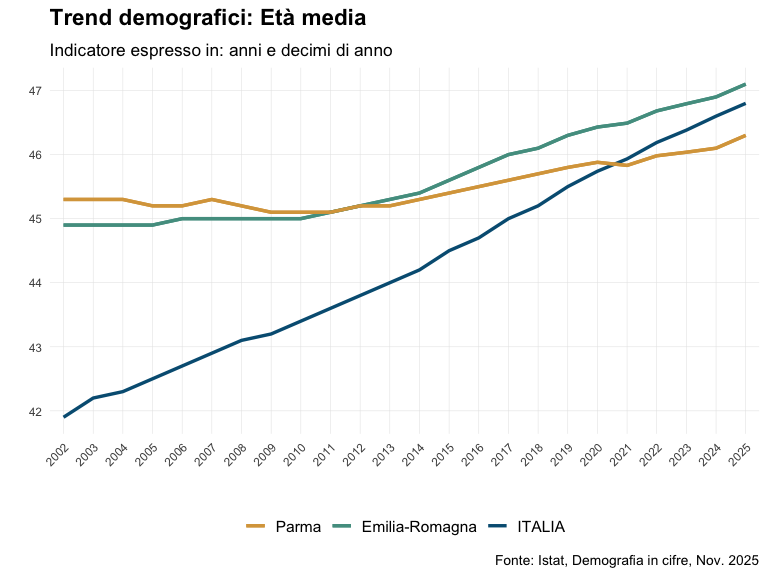 Trend demografici: Età media
Indicatore espresso in: anni e decimi di anno
47
46
45
44
43
42
2002 2003 2004 2005 2006 2007 2008 2009 2010 2011 2012 2013 2014 2015 2016 2017 2018 2019 2020 2021 2022 2023 2024 2025
Parma Emilia-Romagna ITALIA
Fonte: Istat, Demografia in cifre, Nov. 2025